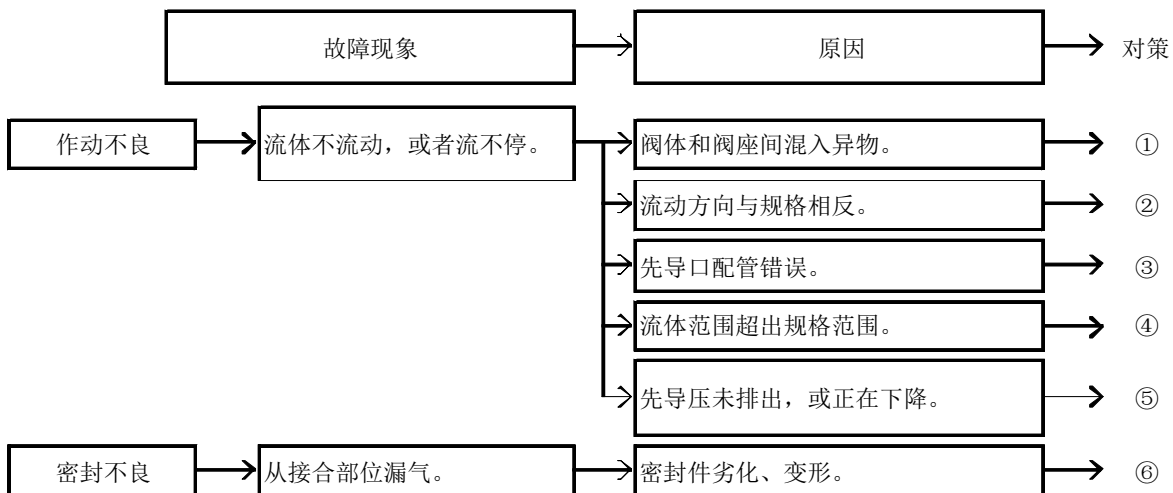 故障现象
原因
对策
作动不良
流体不流动，或者流不停。
阀体和阀座间混入异物。
①
流动方向与规格相反。
②
先导口配管错误。
③
流体范围超出规格范围。
④
先导压未排出，或正在下降。
⑤
密封不良
从接合部位漏气。
密封件劣化、变形。
⑥